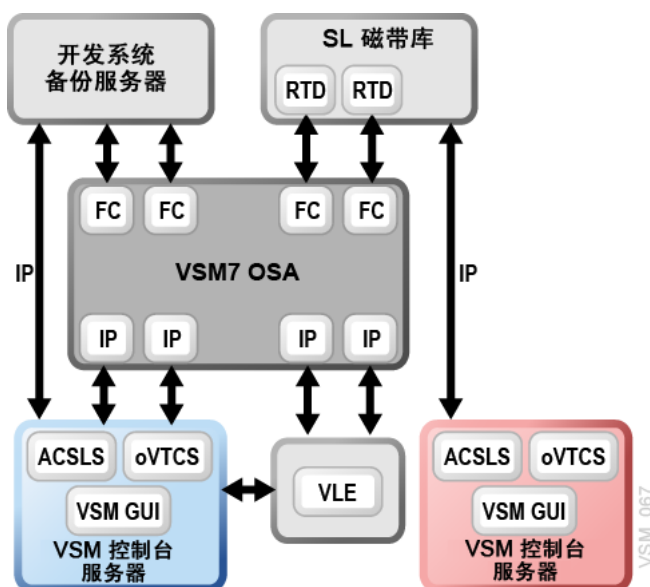 开发系统
备份服务器
SL 磁带库
RTD
RTD
FC
FC
FC
FC
VSM7 OSA
IP
IP
IP
IP
IP
IP
ACSLS
oVTCS
VSM GUI
VSM 控制台
服务器
VLE
ACSLS
oVTCS
VSM GUI
VSM 控制台
服务器
VSM_067